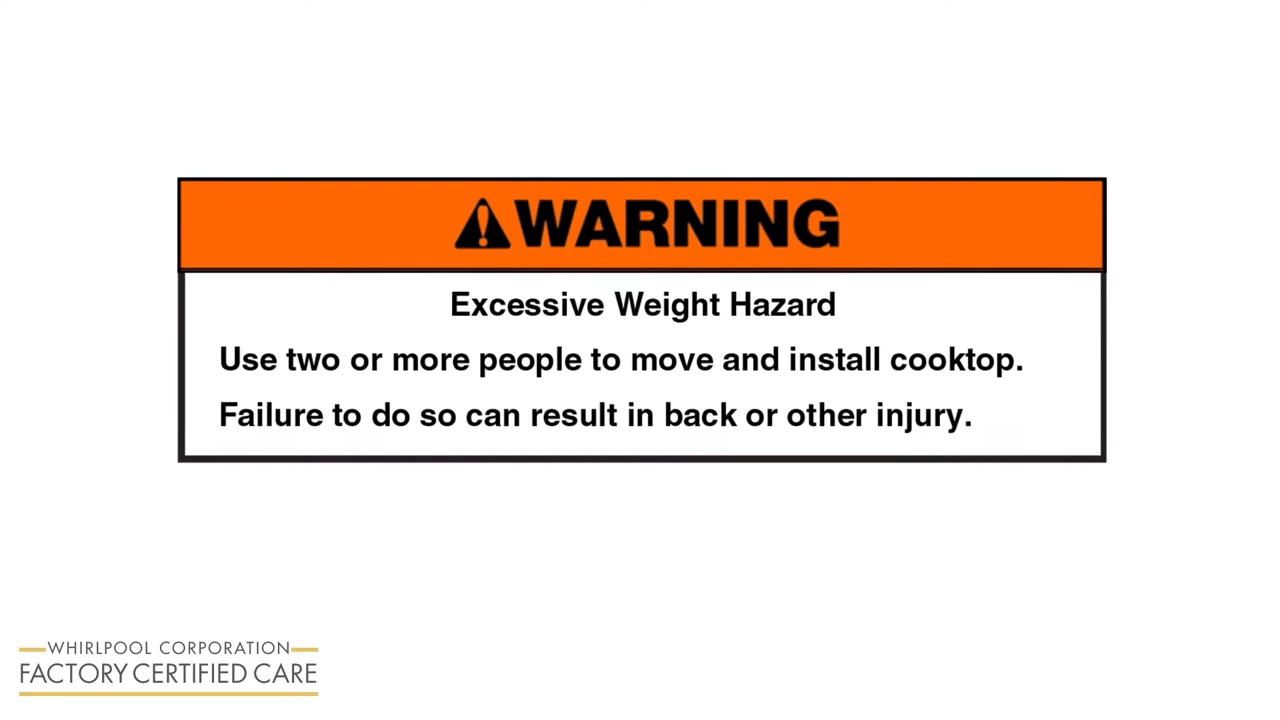 WARNING
Excessive Weight Hazard
Use two or more people to move and install cooktop.
Failure to do so can result in back or other injury.
WHIRLPOOL CORPORATION
FACTORY CERTIFIED CARE